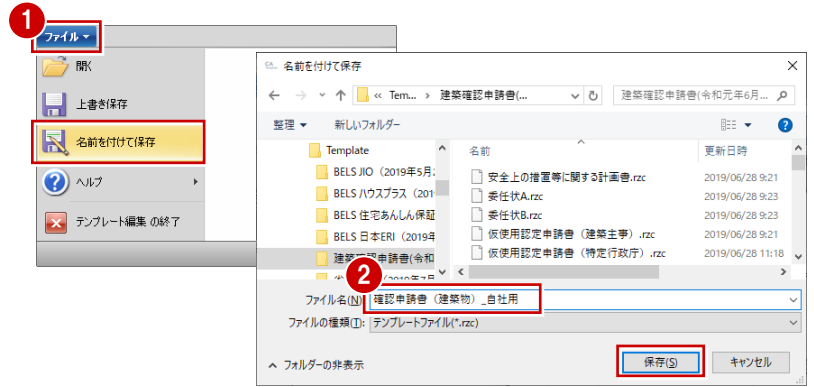 1
ファイル
開く
上書き保存
名前を付けて保存
ヘルプ
テンプレート編集 の終了
名前を付けて保存
« Tem... › 建築確認申請書(...
建築確認申請書(令和元年6月...
整理
新しいフォルダー
Template
BELS JIO（2019年5月
BELS ハウスプラス（201
BELS 住宅あんしん保証
BELS 日本ERI（2019年
建築確認申請書(令和
名前
更新日時
安全上の措置等に関する計画書.rzc
2019/06/28 9:21
委任状A.rzc
2019/06/28 9:23
委任状B.rzc
2019/06/28 9:23
仮使用認定申請書（建築主事）.rzc
2019/06/28 9:21
仮使用認定申請書（特定行政庁）.rzc
2019/06/28 11:18
2
ファイル名(N): 確認申請書（建築物）_自社用
ファイルの種類(T): テンプレートファイル(*.rzc)
フォルダーの非表示
保存(S)
キャンセル